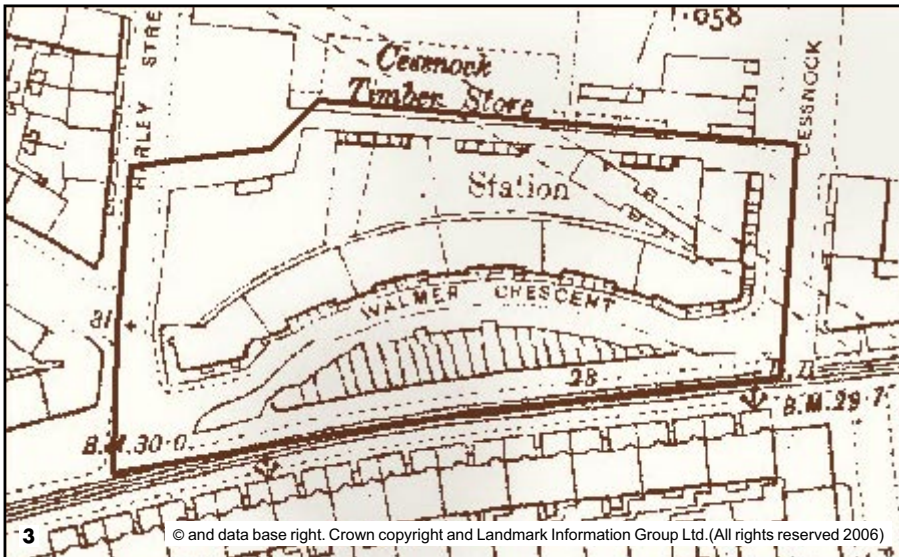 ·058
Cessnock
Timber Store
CESSNOCK
STRE
Station
WALMER CRESCENT
31
28
B.M.29·7
B.M.30·0
3
© and data base right. Crown copyright and Landmark Information Group Ltd.(All rights reserved 2006)